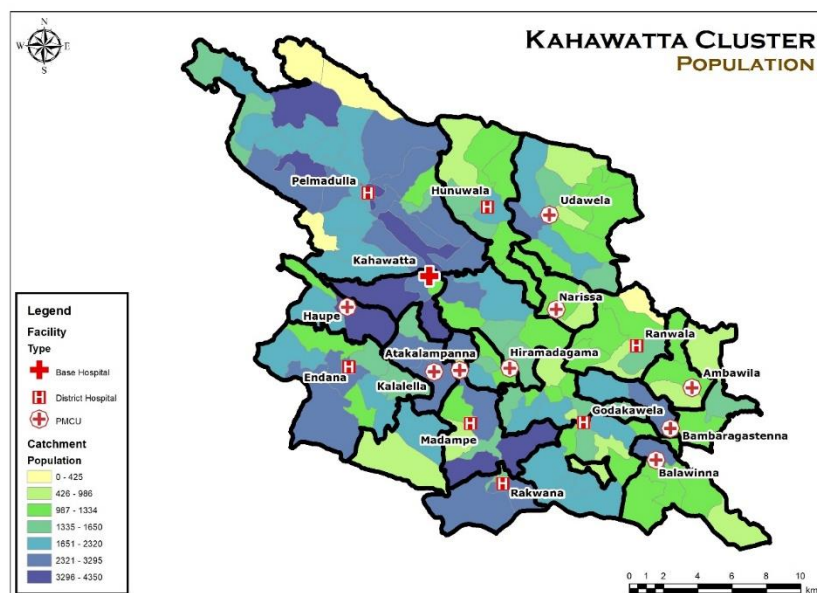 N
W E
S
KAHAWATTA CLUSTER
POPULATION
Pelmadulla
H
Hunuwala
H
Udawela
Kahawatta
Haupe
Narissa
Ranwala
H
Atakalampanna
Hiramadagama
Endana
H
Kalalella
Ambawila
Godakawela
H
Madampe
H
Bambaragastenna
Balawinna
Rakwana
H
Legend
Facility
Type
Base Hospital
H District Hospital
PMCU
Catchment
Population
0 - 425
426 - 986
987 - 1334
1335 - 1650
1651 - 2320
2321 - 3295
3296 - 4350
0 1 2 4 6 8 10
km